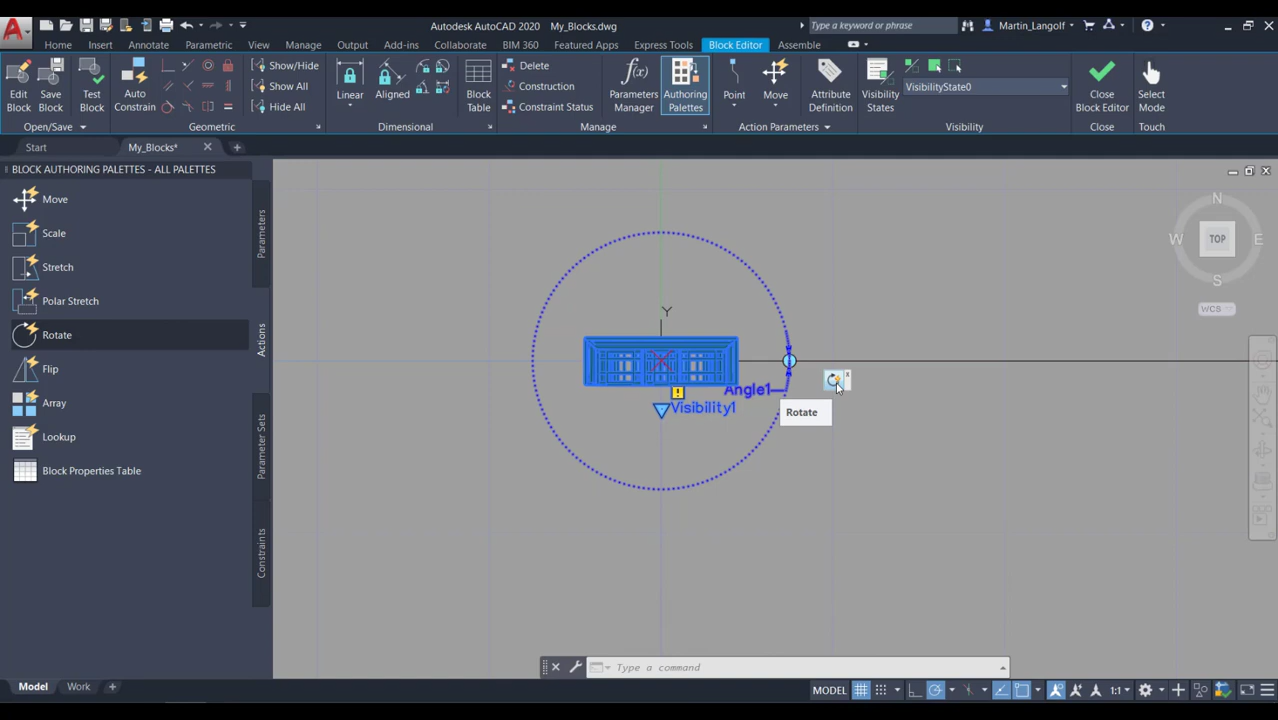 Autodesk AutoCAD 2020 My_Blocks.dwg
Type a keyword or phrase
Martin_Langolf
Home Insert Annotate Parametric View Manage Output Add-ins Collaborate BIM 360 Featured Apps Express Tools Block Editor Assemble
Edit Block
Save Block
Test Block
Open/Save
Auto Constrain
Show/Hide
Show All
Hide All
Geometric
Linear
Aligned
Dimensional
Block Table
Delete
Construction
Constraint Status
Manage
f(x)
Parameters Manager
Authoring Palettes
Point
Move
Attribute Definition
Action Parameters
Visibility States
VisibilityState0
Visibility
Close Block Editor
Close
Select Mode
Touch
Start
My_Blocks*
BLOCK AUTHORING PALETTES - ALL PALETTES
Move
Scale
Stretch
Polar Stretch
Rotate
Flip
Array
Lookup
Block Properties Table
Parameters
Actions
Parameter Sets
Constraints
N
W
TOP
E
S
WCS
Y
Angle1
Visibility1
Rotate
Type a command
Model Work
MODEL
1:1